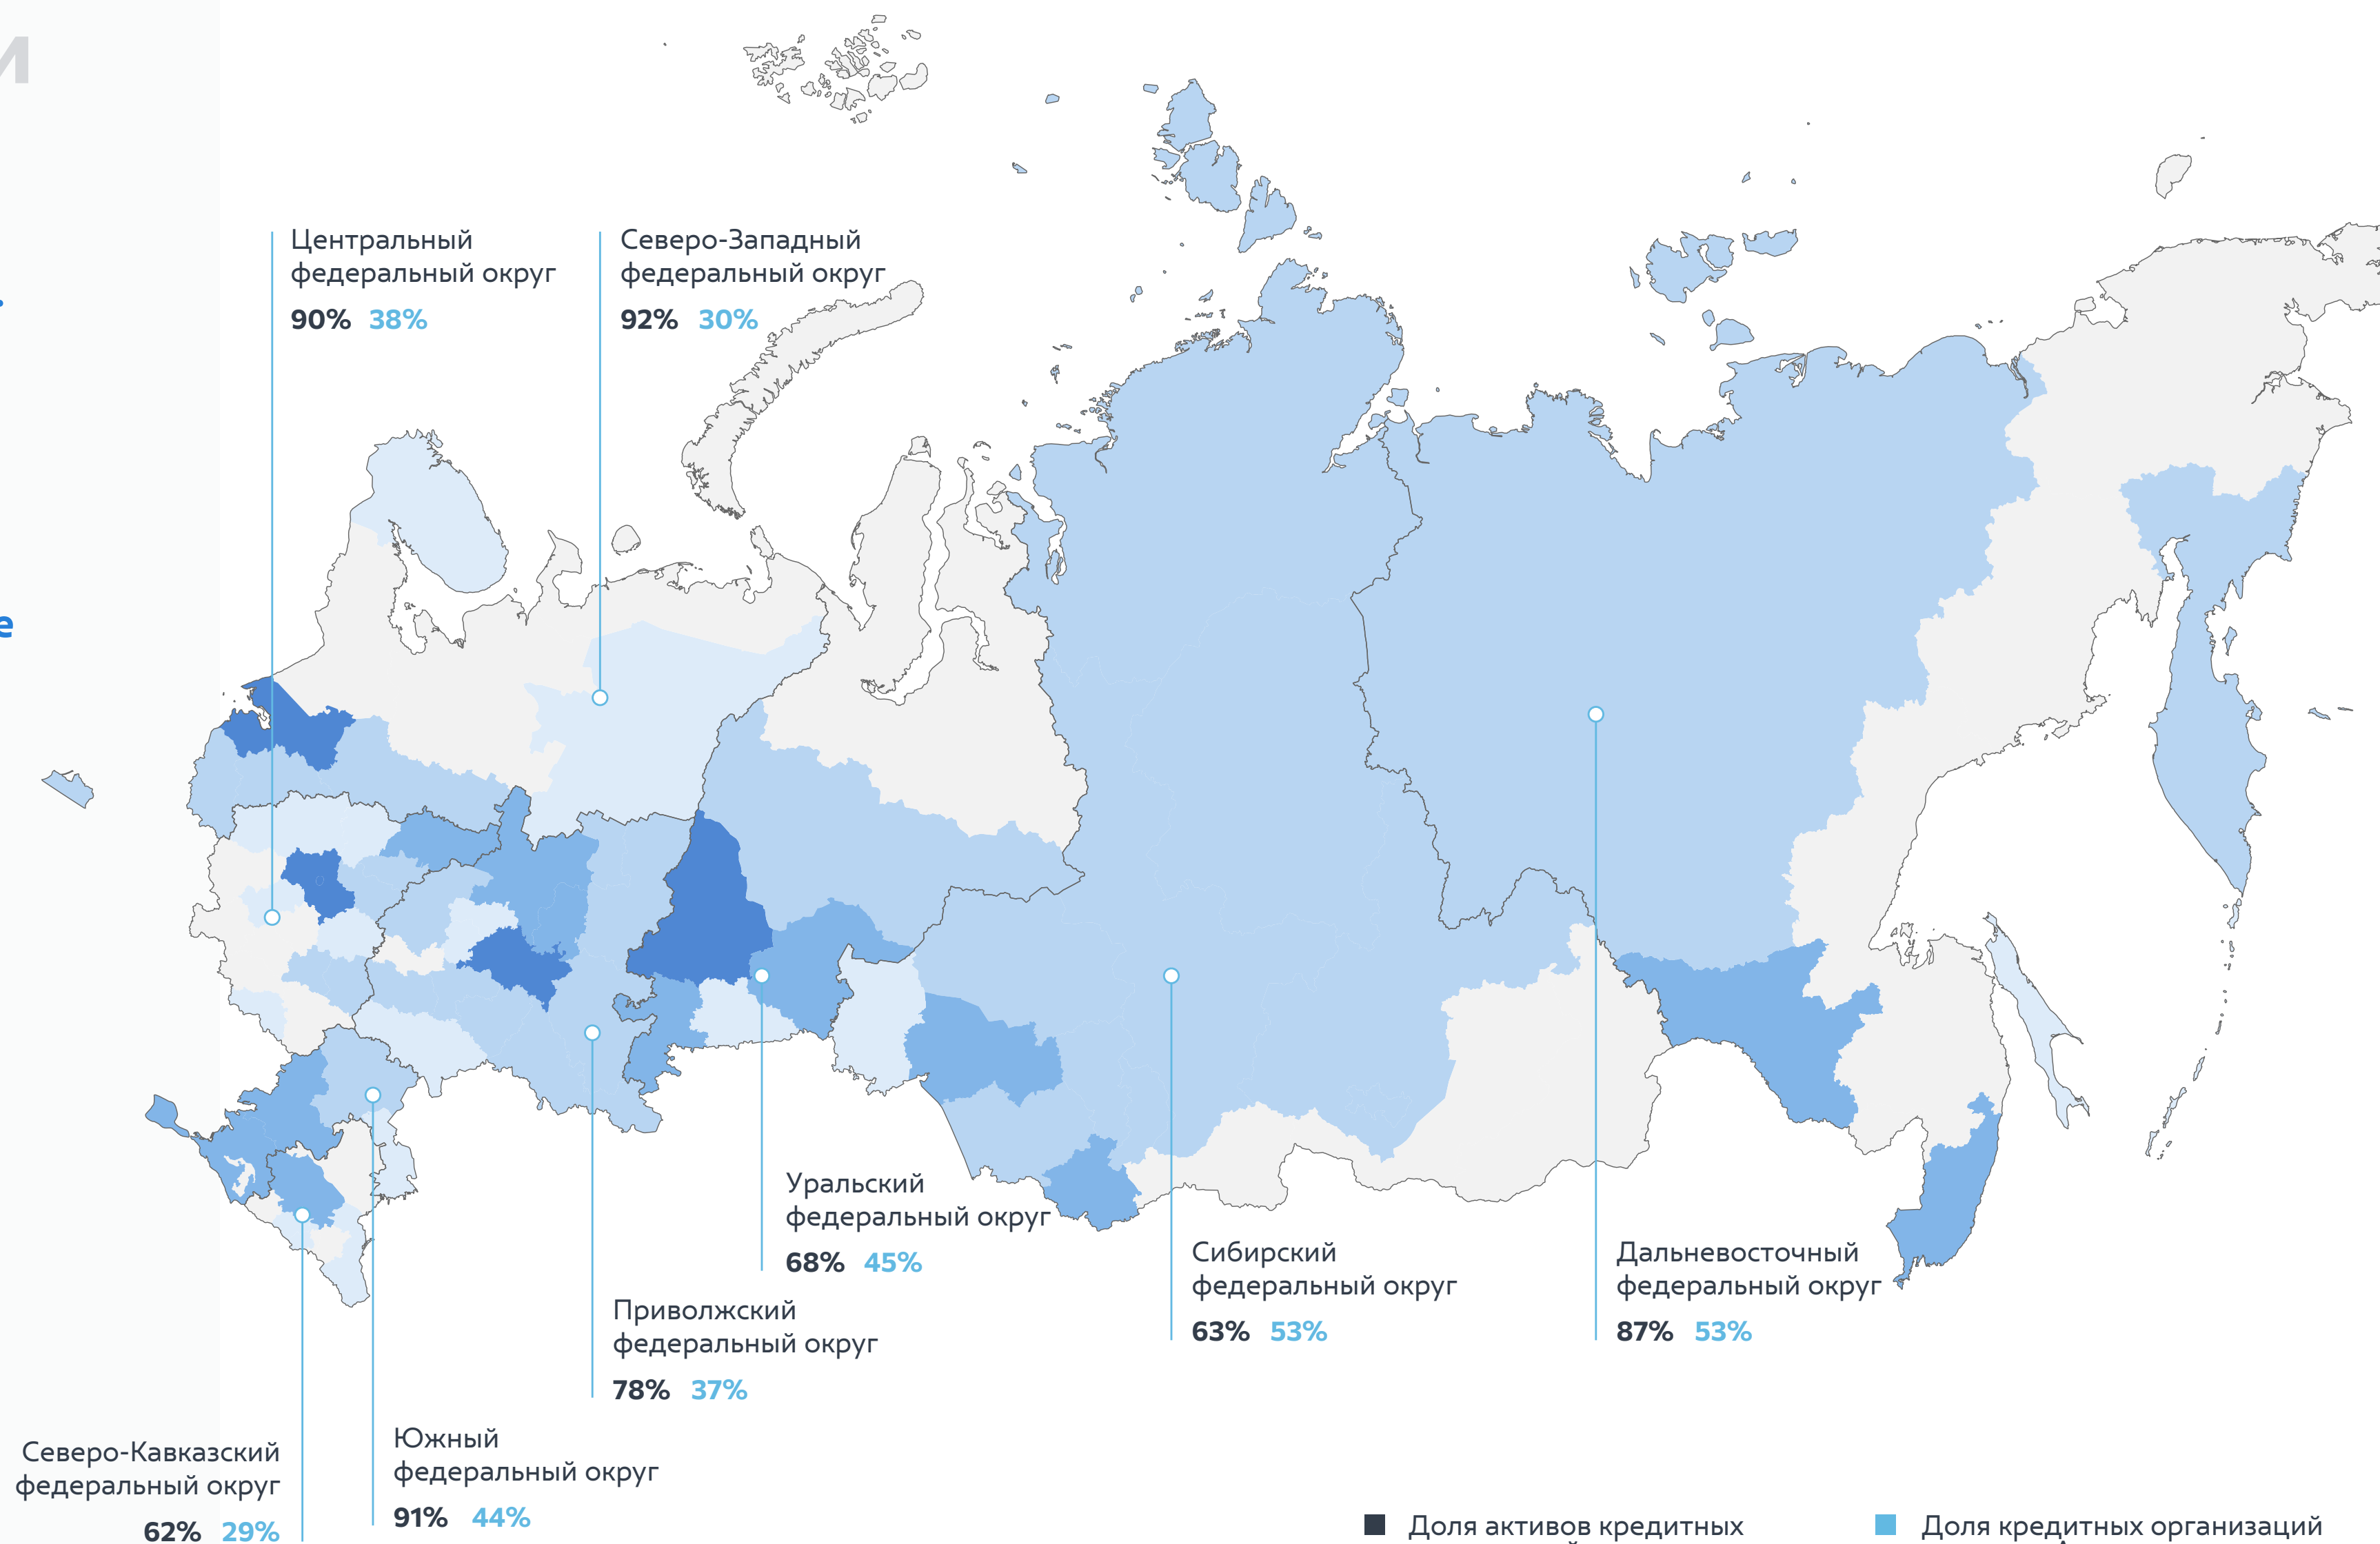 и
Центральный
федеральный округ
90% 38%
Северо-Западный
федеральный округ
92% 30%
е
Уральский
федеральный округ
68% 45%
Сибирский
федеральный округ
63% 53%
Дальневосточный
федеральный округ
87% 53%
Приволжский
федеральный округ
78% 37%
Южный
федеральный округ
91% 44%
Северо-Кавказский
федеральный округ
62% 29%
Доля активов кредитных
Доля кредитных организаций